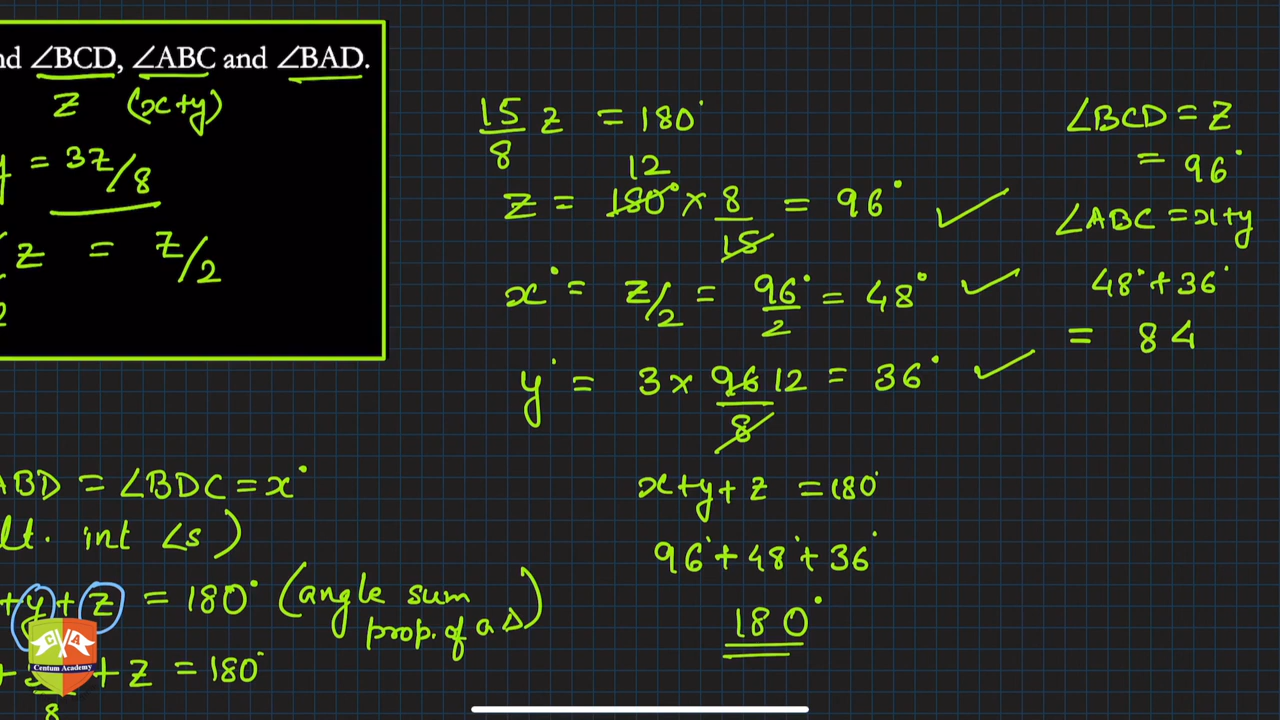 nd ∠BCD, ∠ABC and ∠BAD.
z (x+y)
y = 3z/8
z = z/2
ABD = ∠BDC = x°
lt. int ∠s)
+y+z = 180° (angle sum prop. of a Δ)
+ z = 180°
8
Centum Academy
15/8 z = 180°
12
z = 180° × 8/15 = 96° ✓
x° = z/2 = 96°/2 = 48° ✓
y° = 3 × 96/8 12 = 36° ✓
x+y+z = 180°
96°+48°+36°
180°
∠BCD = z
= 96°
∠ABC = x+y
48°+36°
= 84